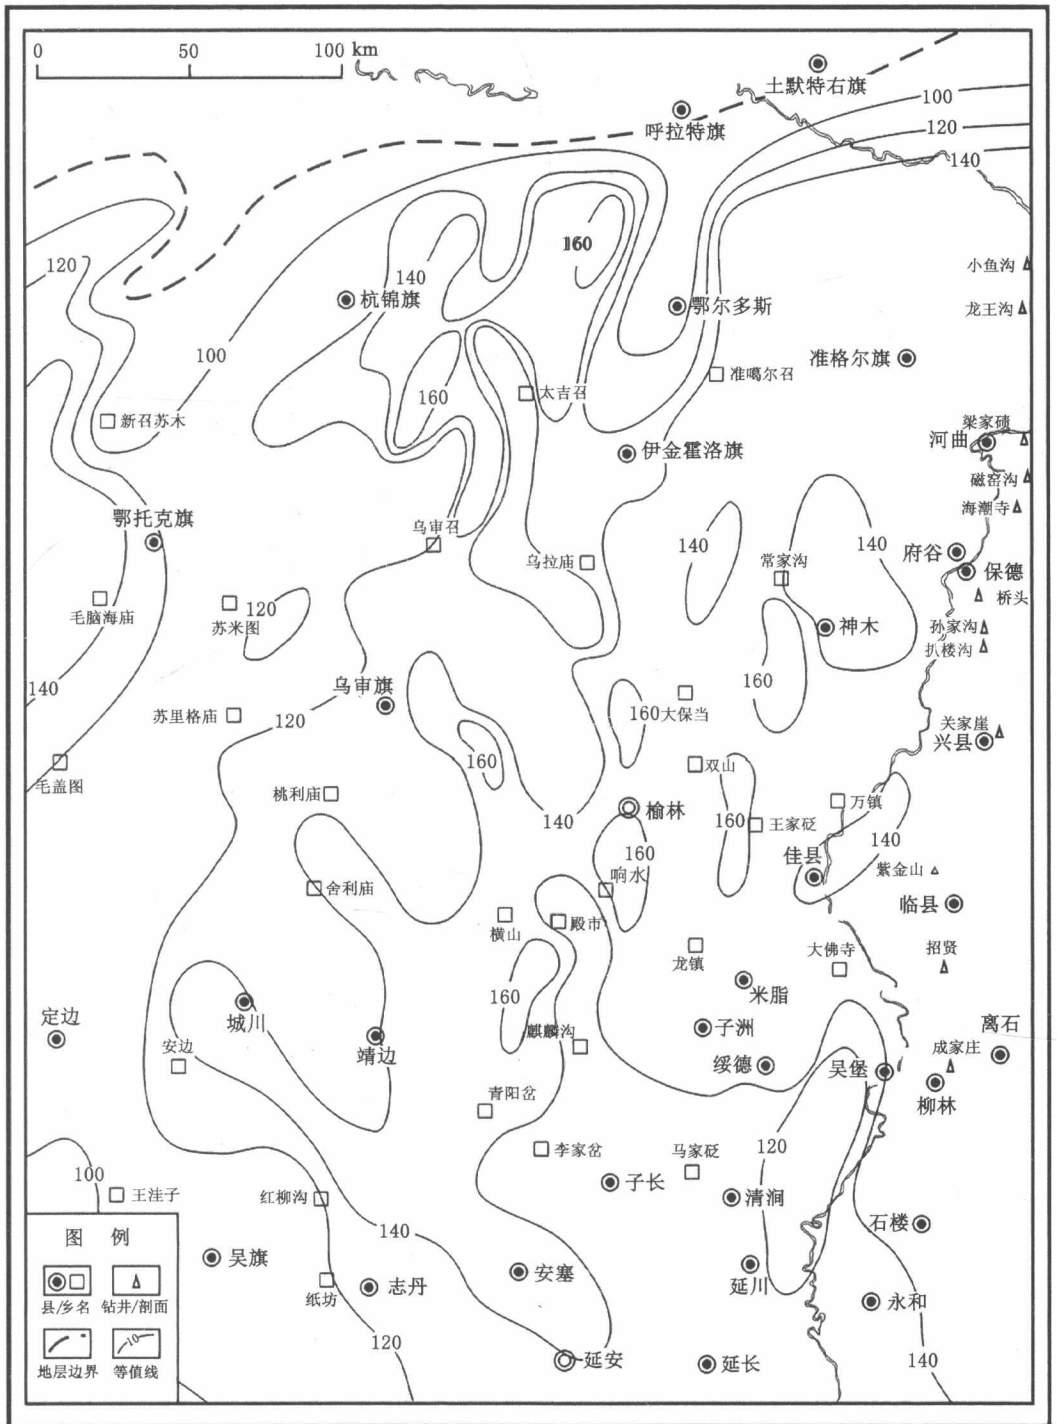 0 50 100 km
土默特右旗
呼拉特旗
100
120
140
160
120
140
杭锦旗
鄂尔多斯
小鱼沟
龙王沟
100
准格尔旗
准噶尔召
太吉召
160
新召苏木
梁家碛
河曲
伊金霍洛旗
磁窑沟
海潮寺
鄂托克旗
乌审召
140
140
府谷
乌拉庙
常家沟
保德
毛脑海庙
苏米图
120
桥头
神木
孙家沟
扒楼沟
140
乌审旗
160
苏里格庙
120
160
大保当
关家崖
兴县
毛盖图
160
双山
桃利庙
140
榆林
160
王家砭
万镇
140
160
佳县
舍利庙
响水
紫金山
临县
横山
殿市
龙镇
大佛寺
招贤
160
米脂
定边
城川
麒麟沟
子洲
离石
安边
靖边
绥德
吴堡
成家庄
柳林
青阳岔
李家岔
马家砭
120
100
王洼子
红柳沟
子长
清涧
石楼
140
图 例
吴旗
安塞
延川
县/乡名
钻井/剖面
纸坊
志丹
永和
10
地层边界
等值线
120
延安
延长
140